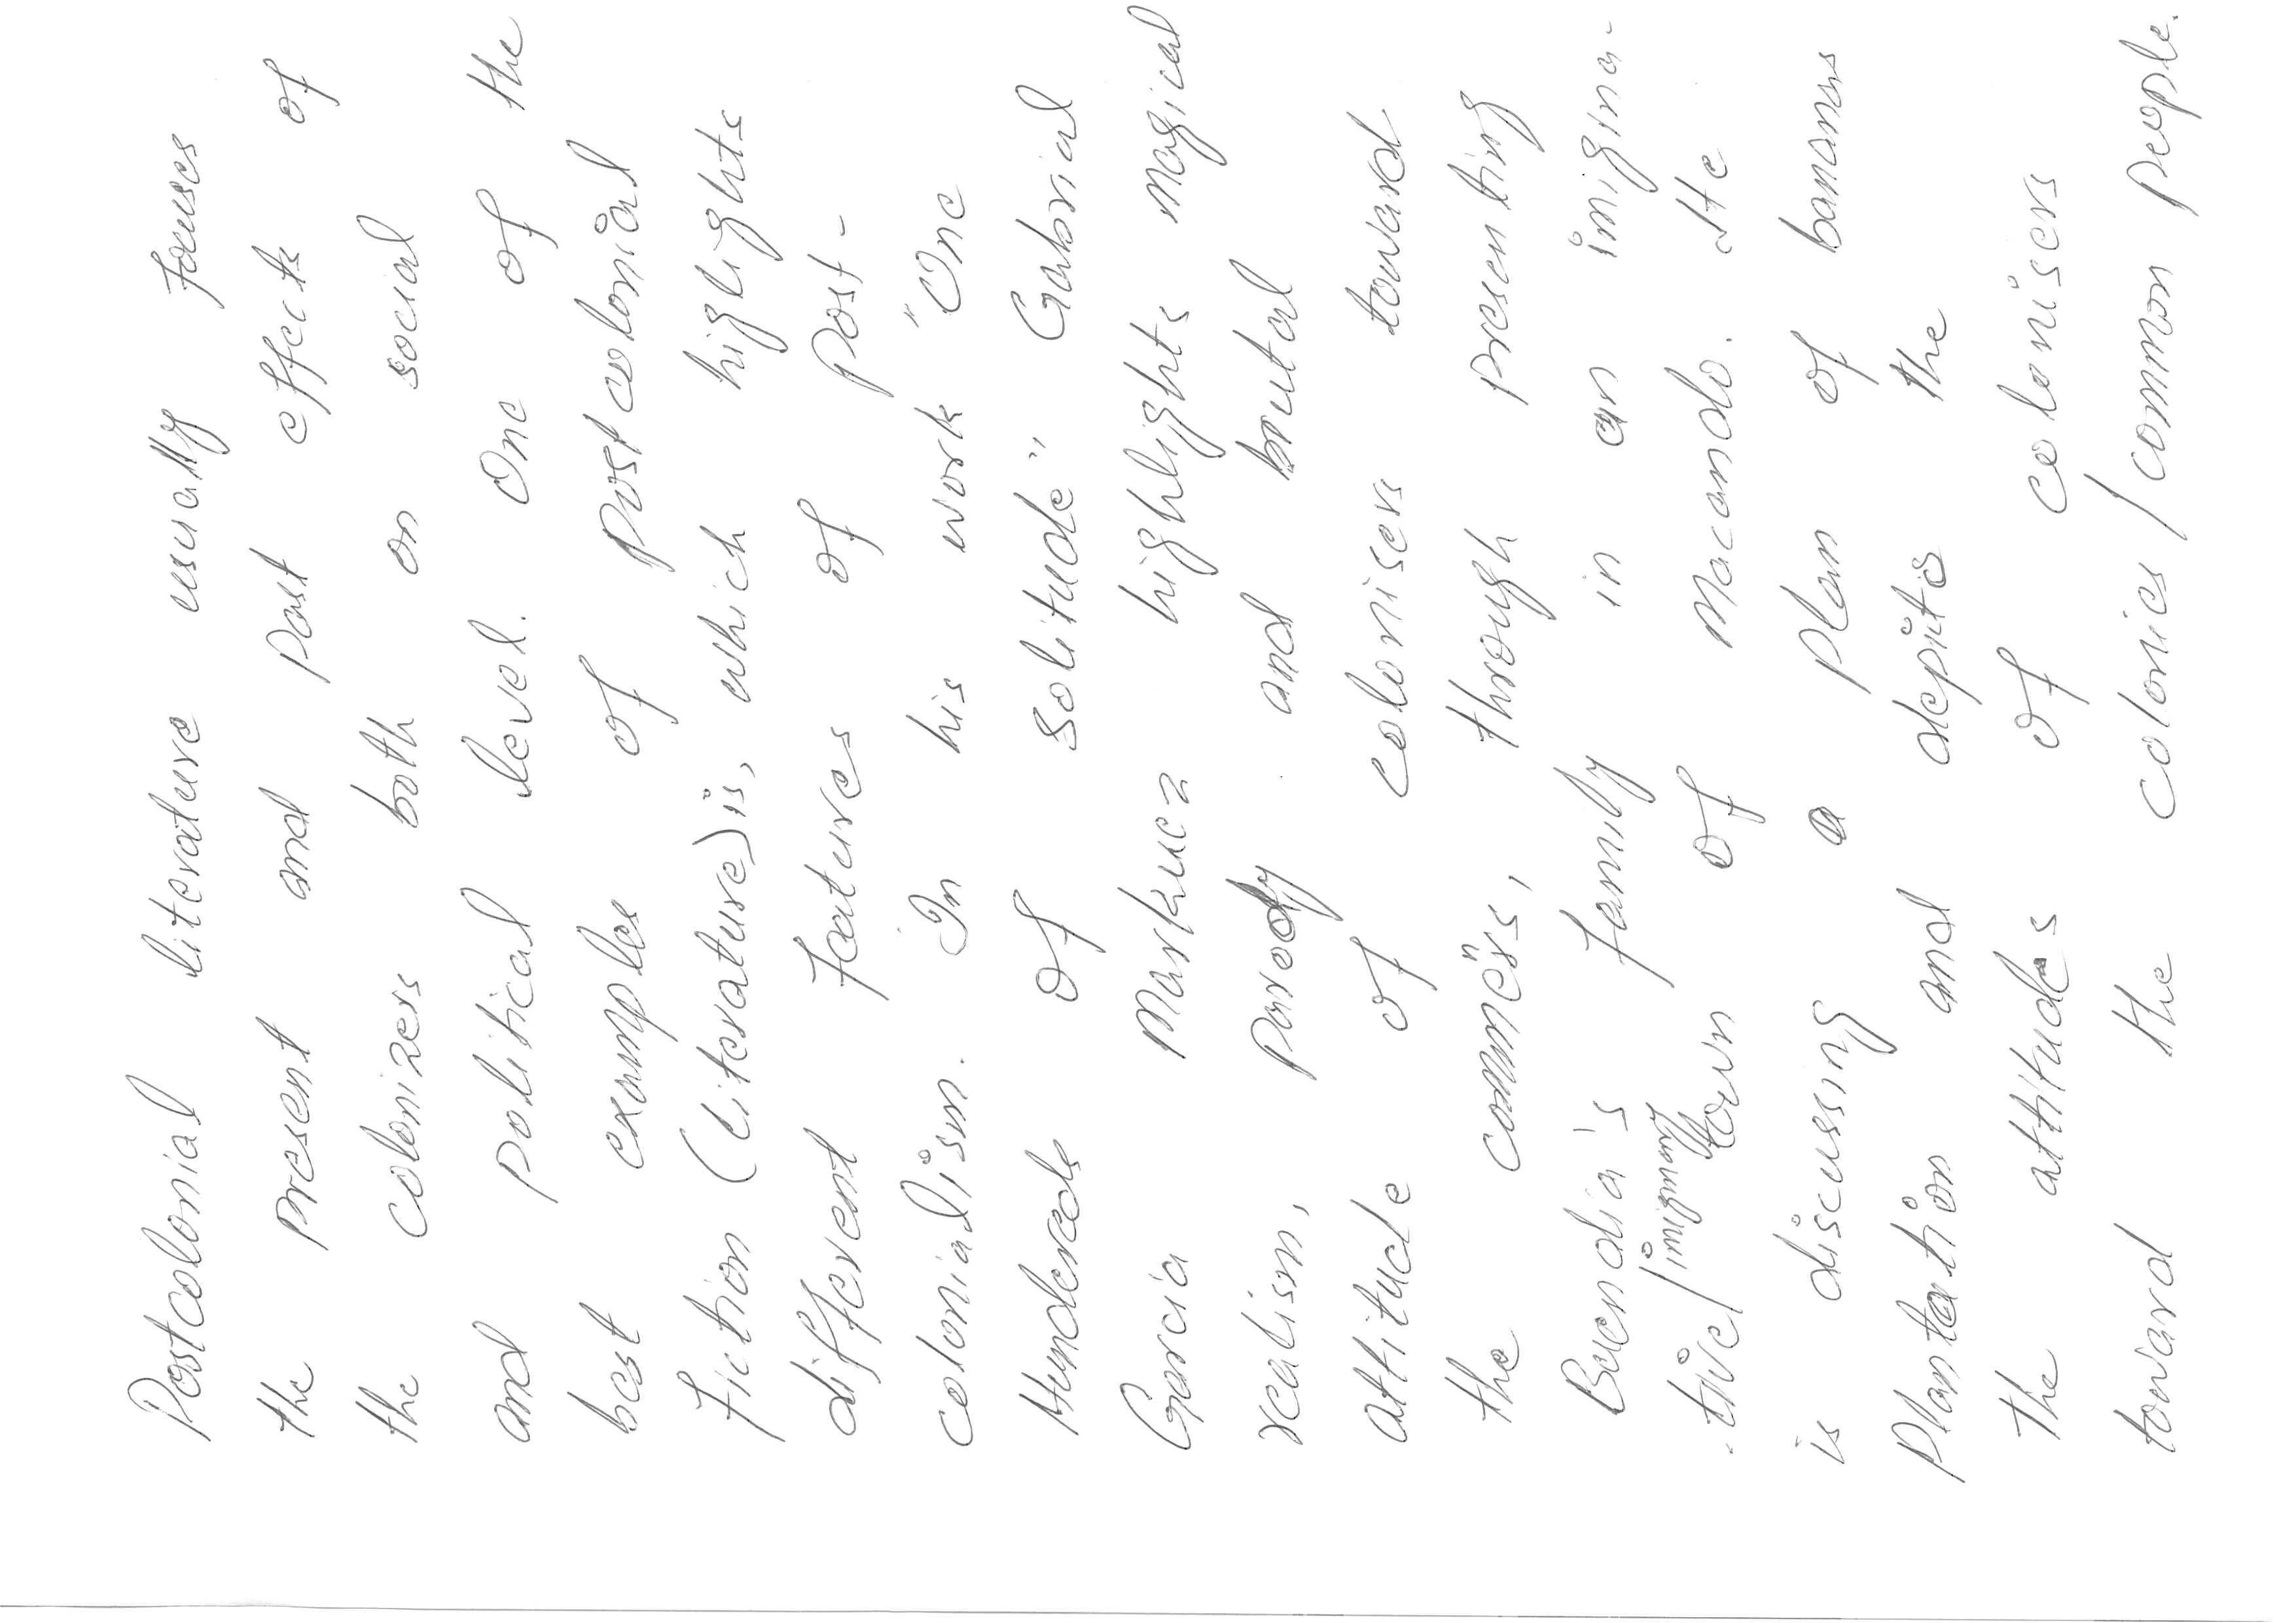 Postcolonial literature usually focuses
the present and past effects of
the colonizers both on social
and political level. One of the
best examples of postcolonial
fiction (literature) is, which higlights
different features of post-
colonialism. In his work "One
Hundereds of solitude" Gabrial
Garcia Markuez highlights magical
realism, parody and brutal
attitude of colonisers toward
the commners, through presenting
Buendia's family in an imigina-
tive/imiginary town of Macando. He
is discussing a plan of bananas
Plantation and depicts the
the attitudes of colonisers
toward the colonies/common people.